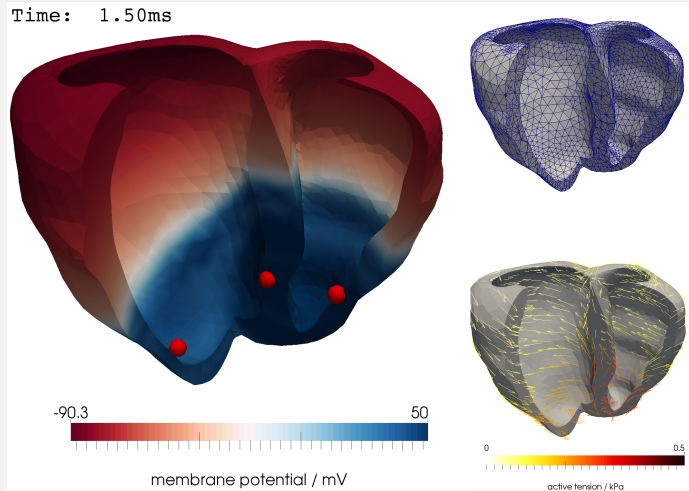 Time: 1.50ms
-90.3 50
membrane potential / mV
0 0.5
active tension / kPa